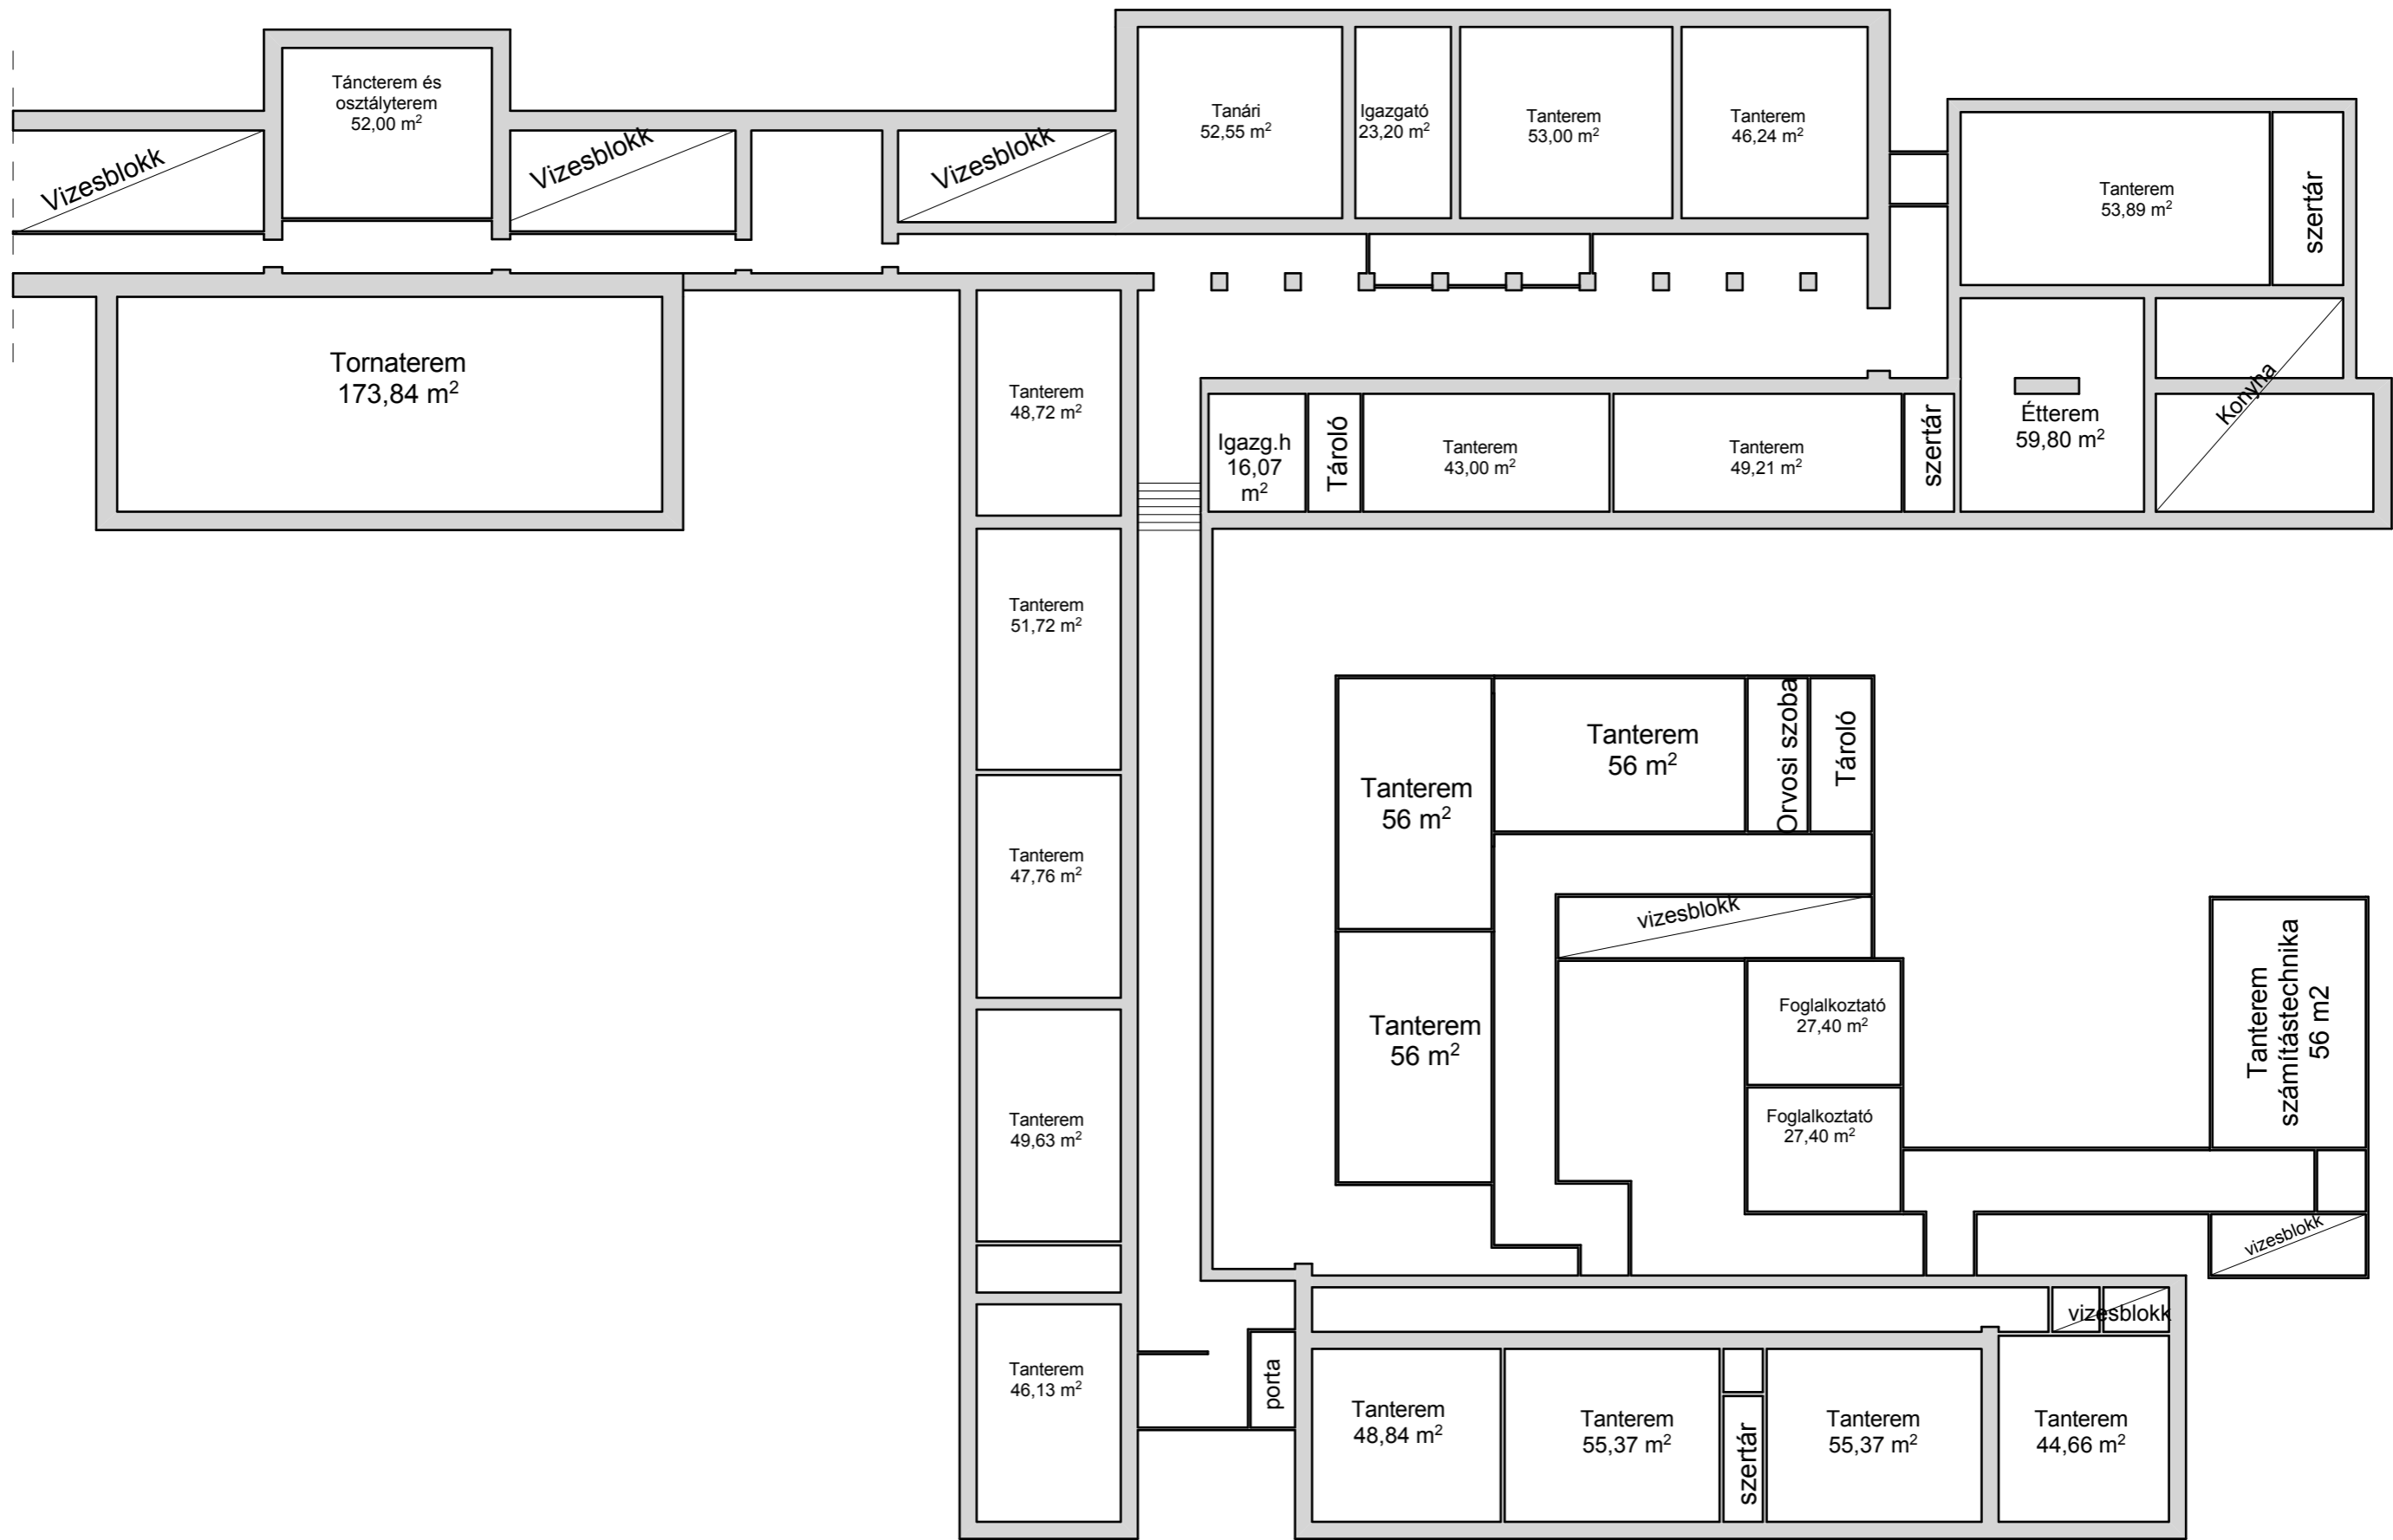 Táncterem és
osztályterem
52,00 m²
Vizesblokk
Vizesblokk
Vizesblokk
Tanári
52,55 m²
Igazgató
23,20 m²
Tanterem
53,00 m²
Tanterem
46,24 m²
Tanterem
53,89 m²
szertár
Tornaterem
173,84 m²
Tanterem
48,72 m²
Igazg.h
16,07
m²
Tároló
Tanterem
43,00 m²
Tanterem
49,21 m²
szertár
Étterem
59,80 m²
Konyha
Tanterem
51,72 m²
Tanterem
56 m²
Tanterem
56 m²
Orvosi szoba
Tároló
Tanterem
47,76 m²
vizesblokk
Tanterem
56 m²
Foglalkoztató
27,40 m²
Tanterem
számítástechnika
56 m2
Tanterem
49,63 m²
Foglalkoztató
27,40 m²
vizesblokk
vizesblokk
Tanterem
46,13 m²
porta
Tanterem
48,84 m²
Tanterem
55,37 m²
szertár
Tanterem
55,37 m²
Tanterem
44,66 m²